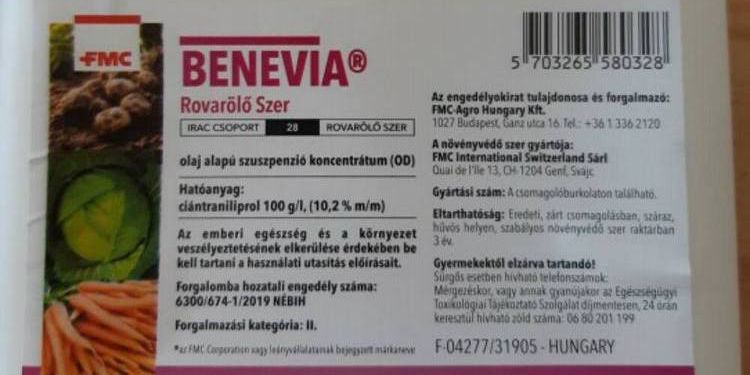 FMC
BENEVIA®
Rovarölő Szer
IRAC CSOPORT 28 ROVARÖLŐ SZER
olaj alapú szuszpenzió koncentrátum (OD)
Hatóanyag:
ciántraniliprol 100 g/l, (10,2 % m/m)
Az emberi egészség és a környezet
veszélyeztetésének elkerülése érdekében be
kell tartani a használati utasítás előírásait.
Forgalomba hozatali engedély száma:
6300/674-1/2019 NÉBIH
Forgalmazási kategória: II.
*az FMC Corporation vagy leányvállalatainak bejegyzett márkaneve
5 703265 580328
Az engedélyokirat tulajdonosa és forgalmazó:
FMC-Agro Hungary Kft.
1027 Budapest, Ganz utca 16. Tel.: +36 1 336 2120
A növényvédő szer gyártója:
FMC International Switzerland Sàrl
Quai de l'Ile 13, CH-1204 Genf, Svájc
Gyártási szám: A csomagolóburkolaton található.
Eltarthatóság: Eredeti, zárt csomagolásban, száraz,
hűvös helyen, szabályos növényvédő szer raktárban
3 év.
Gyermekektől elzárva tartandó!
Sürgős esetben hívható telefonszámok:
Mérgezéskor, vagy annak gyanújakor az Egészségügyi
Toxikológiai Tájékoztató Szolgálat díjmentesen, 24 órán
keresztül hívható zöld száma: 06 80 201 199
F-04277/31905 - HUNGARY